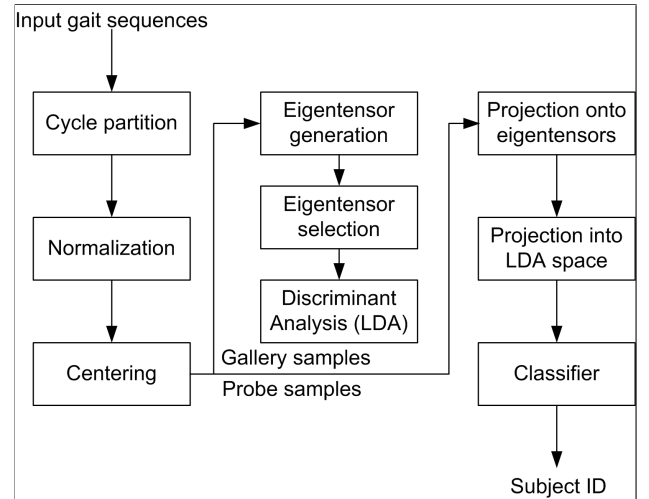 Input gait sequences
Cycle partition
Normalization
Centering
Eigentensor
generation
Eigentensor
selection
Discriminant
Analysis (LDA)
Gallery samples
Probe samples
Projection onto
eigentensors
Projection into
LDA space
Classifier
Subject ID